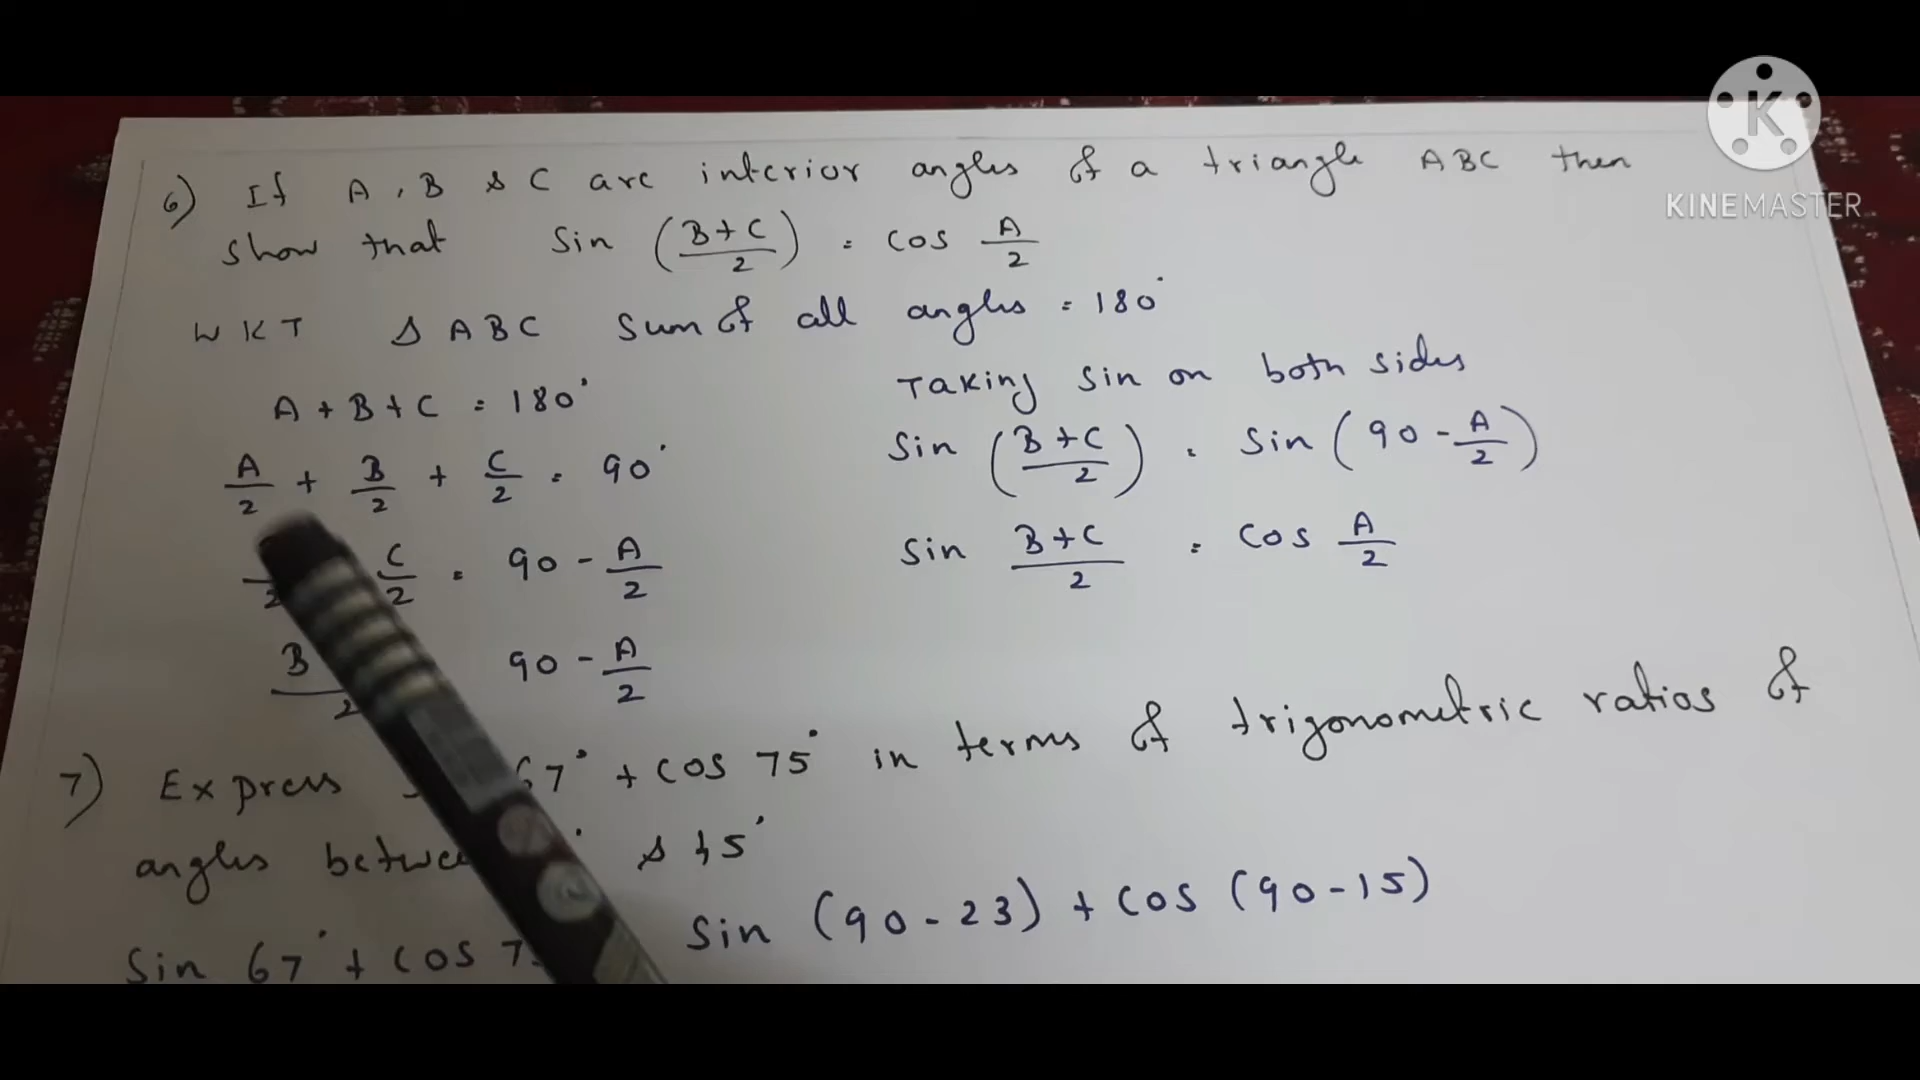 K
KINEMASTER
6) If A, B & C are interior angles of a triangle ABC then
show that Sin (B+C/2) = cos A/2
WKT Δ ABC Sum of all angles = 180°
A + B + C = 180°
A/2 + B/2 + C/2 = 90°
C/2 = 90 - A/2
B 2 90 - A/2
Taking Sin on both sides
Sin (B+C/2) = Sin (90 - A/2)
Sin B+C/2 = Cos A/2
7) Express 67° + cos 75° in terms of trigonometric ratios of
angles & 45°
Sin 67° + cos Sin (90-23) + cos (90-15)